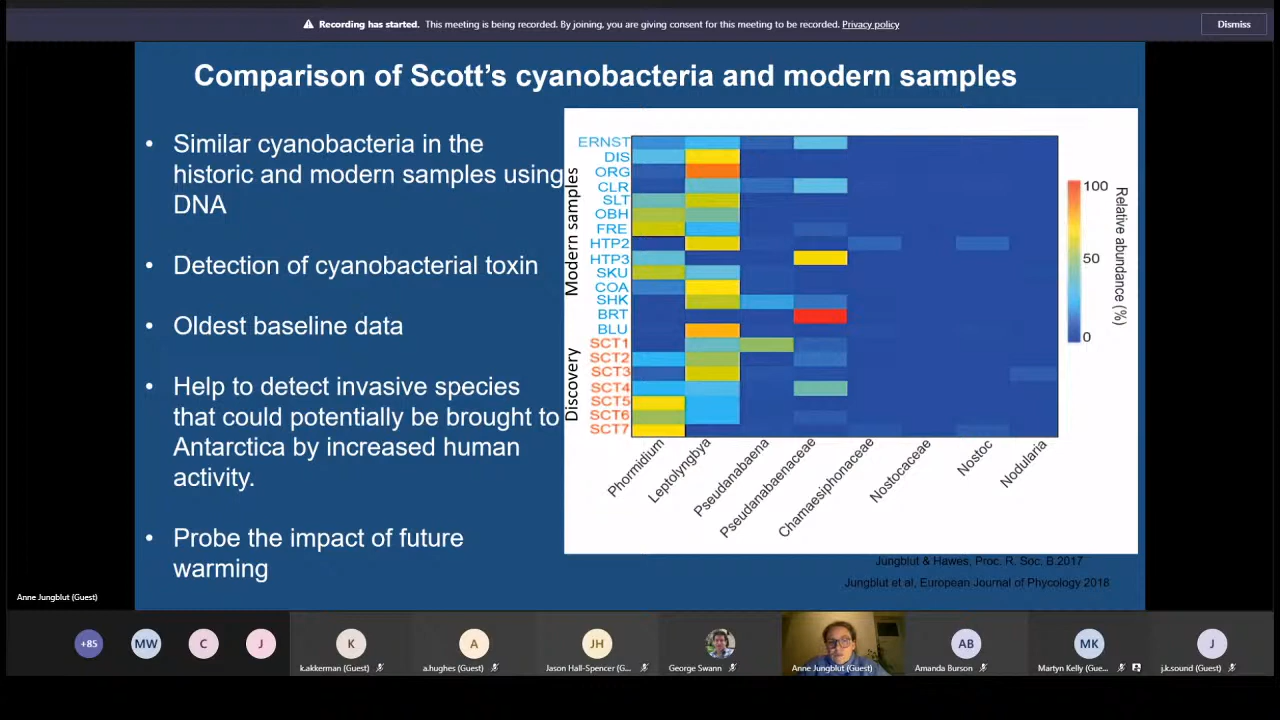 Recording has started. This meeting is being recorded. By joining, you are giving consent for this meeting to be recorded. Privacy policy
Dismiss
Comparison of Scott's cyanobacteria and modern samples
• Similar cyanobacteria in the
historic and modern samples using
DNA
• Detection of cyanobacterial toxin
• Oldest baseline data
• Help to detect invasive species
that could potentially be brought to
Antarctica by increased human
activity.
• Probe the impact of future
warming
Modern samples
Discovery
ERNST
DIS
ORG
CLR
SLT
OBH
FRE
HTP2
HTP3
SKU
COA
SHK
BRT
BLU
SCT1
SCT2
SCT3
SCT4
SCT5
SCT6
SCT7
Phormidium
Leptolyngbya
Pseudanabaena
Pseudanabaenaceae
Chamaesiphonaceae
Nostocaceae
Nostoc
Nodularia
100
50
0
Relative abundance (%)
Jungblut & Hawes, Proc. R. Soc. B.2017
Jungblut et al, European Journal of Phycology 2018
Anne Jungblut (Guest)
+85
MW
C
J
K
k.akkerman (Guest)
A
a.hughes (Guest)
JH
Jason Hall-Spencer (G...
George Swann
Anne Jungblut (Guest)
AB
Amanda Burson
MK
Martyn Kelly (Gue...
J
j.k.sound (Guest)